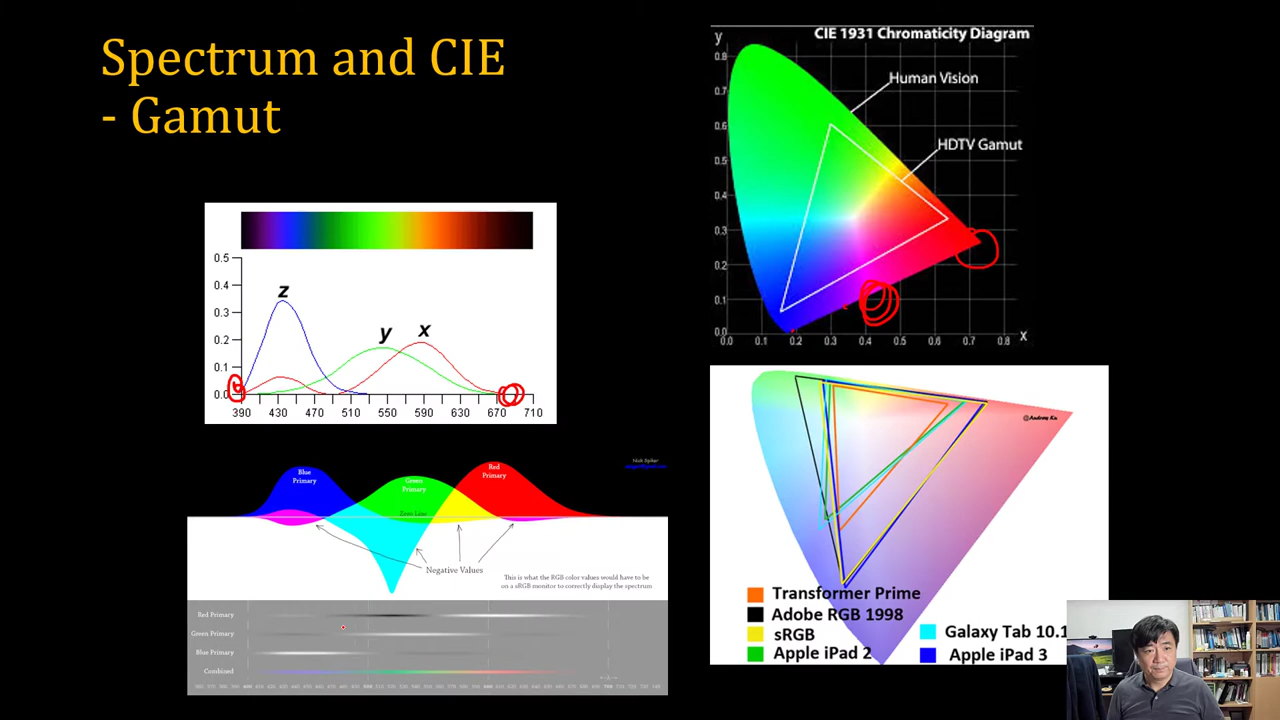 Spectrum and CIE
- Gamut
CIE 1931 Chromaticity Diagram
y
Human Vision
HDTV Gamut
0.8
0.7
0.6
0.5
0.4
0.3
0.2
0.1
0.0
0.1 0.2 0.3 0.4 0.5 0.6 0.7 0.8
x
0.5
0.4
0.3
0.2
0.1
0.0
z
y
x
390 430 470 510 550 590 630 670 710
Blue
Primary
Green
Primary
Red
Primary
Zero Line
Negative Values
This is what the RGB color values would have to be
on a sRGB monitor to correctly display the spectrum
Red Primary
Green Primary
Blue Primary
Combined
Transformer Prime
Adobe RGB 1998
sRGB
Apple iPad 2
Galaxy Tab 10.1
Apple iPad 3